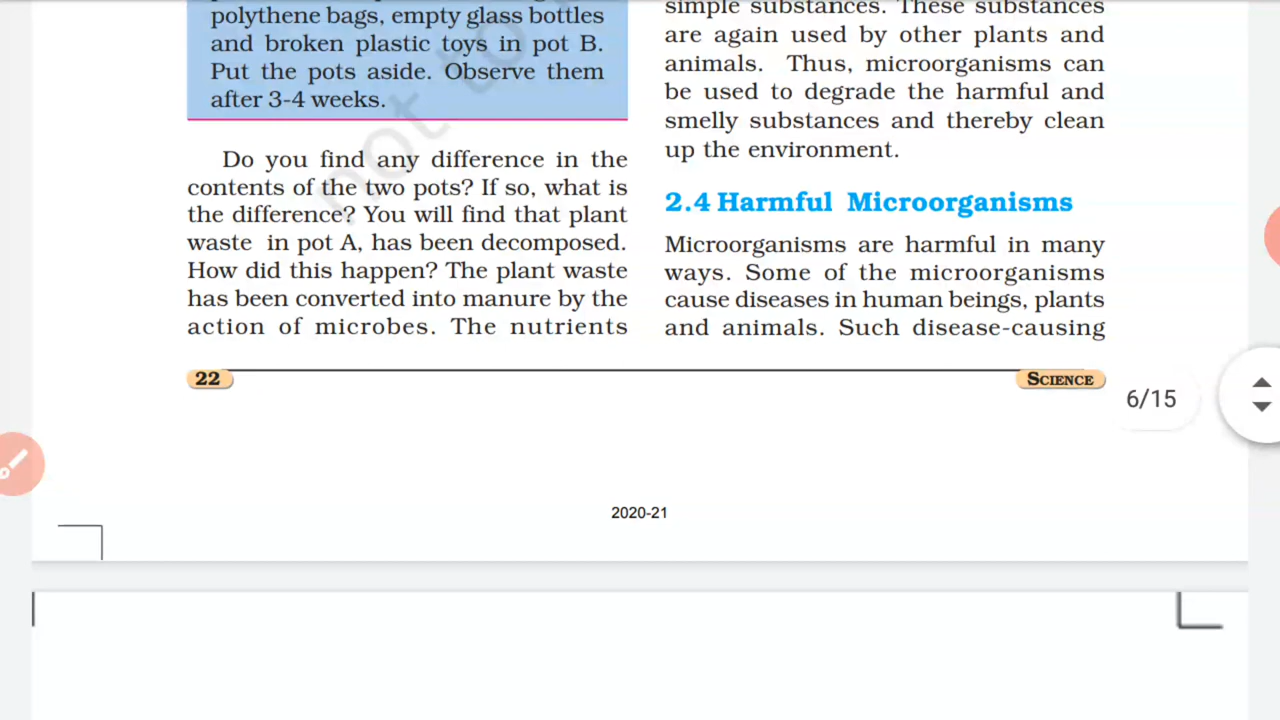 polythene bags, empty glass bottles
and broken plastic toys in pot B.
Put the pots aside. Observe them
after 3-4 weeks.
Do you find any difference in the
contents of the two pots? If so, what is
the difference? You will find that plant
waste in pot A, has been decomposed.
How did this happen? The plant waste
has been converted into manure by the
action of microbes. The nutrients
simple substances. These substances
are again used by other plants and
animals. Thus, microorganisms can
be used to degrade the harmful and
smelly substances and thereby clean
up the environment.
2.4 Harmful Microorganisms
Microorganisms are harmful in many
ways. Some of the microorganisms
cause diseases in human beings, plants
and animals. Such disease-causing
not to
22
SCIENCE
6/15
2020-21